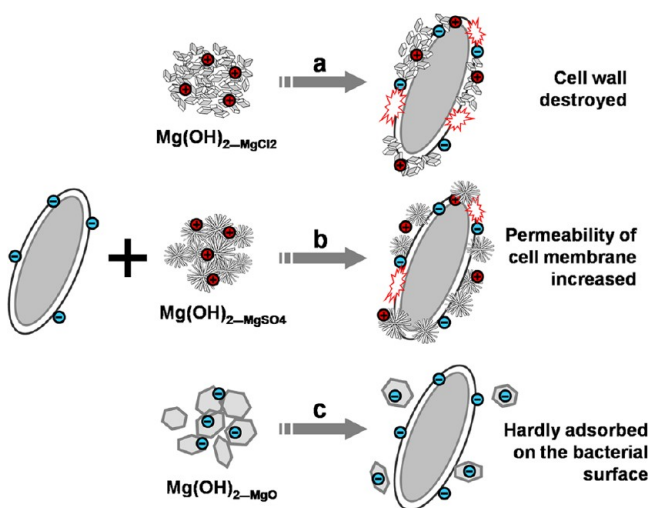 a
Mg(OH)2—MgCl2
Cell wall
destroyed
+
b
Mg(OH)2—MgSO4
Permeability of
cell membrane
increased
c
Mg(OH)2—MgO
Hardly adsorbed
on the bacterial
surface